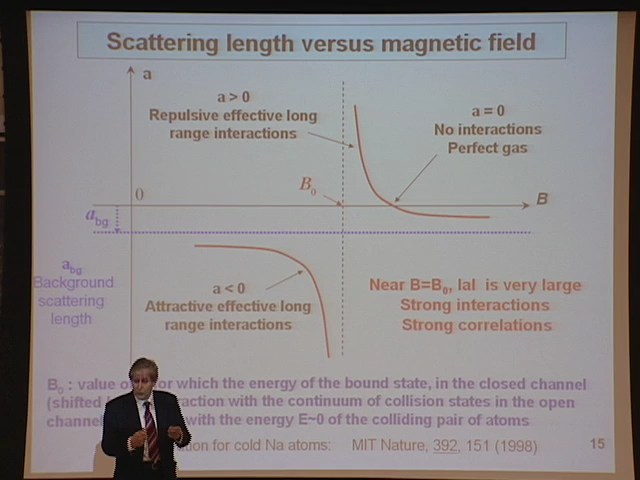 Scattering length versus magnetic field
a
a > 0
Repulsive effective long
range interactions
a = 0
No interactions
Perfect gas
B₀
0
B
abg
abg
Background
scattering
length
a < 0
Attractive effective long
range interactions
Near B=B₀, lal is very large
Strong interactions
Strong correlations
B₀ : value of for which the energy of the bound state, in the closed channel
(shifted with the continuum of collision states in the open
channel with the energy E~0 of the colliding pair of atoms
for cold Na atoms: MIT Nature, 392, 151 (1998)
15